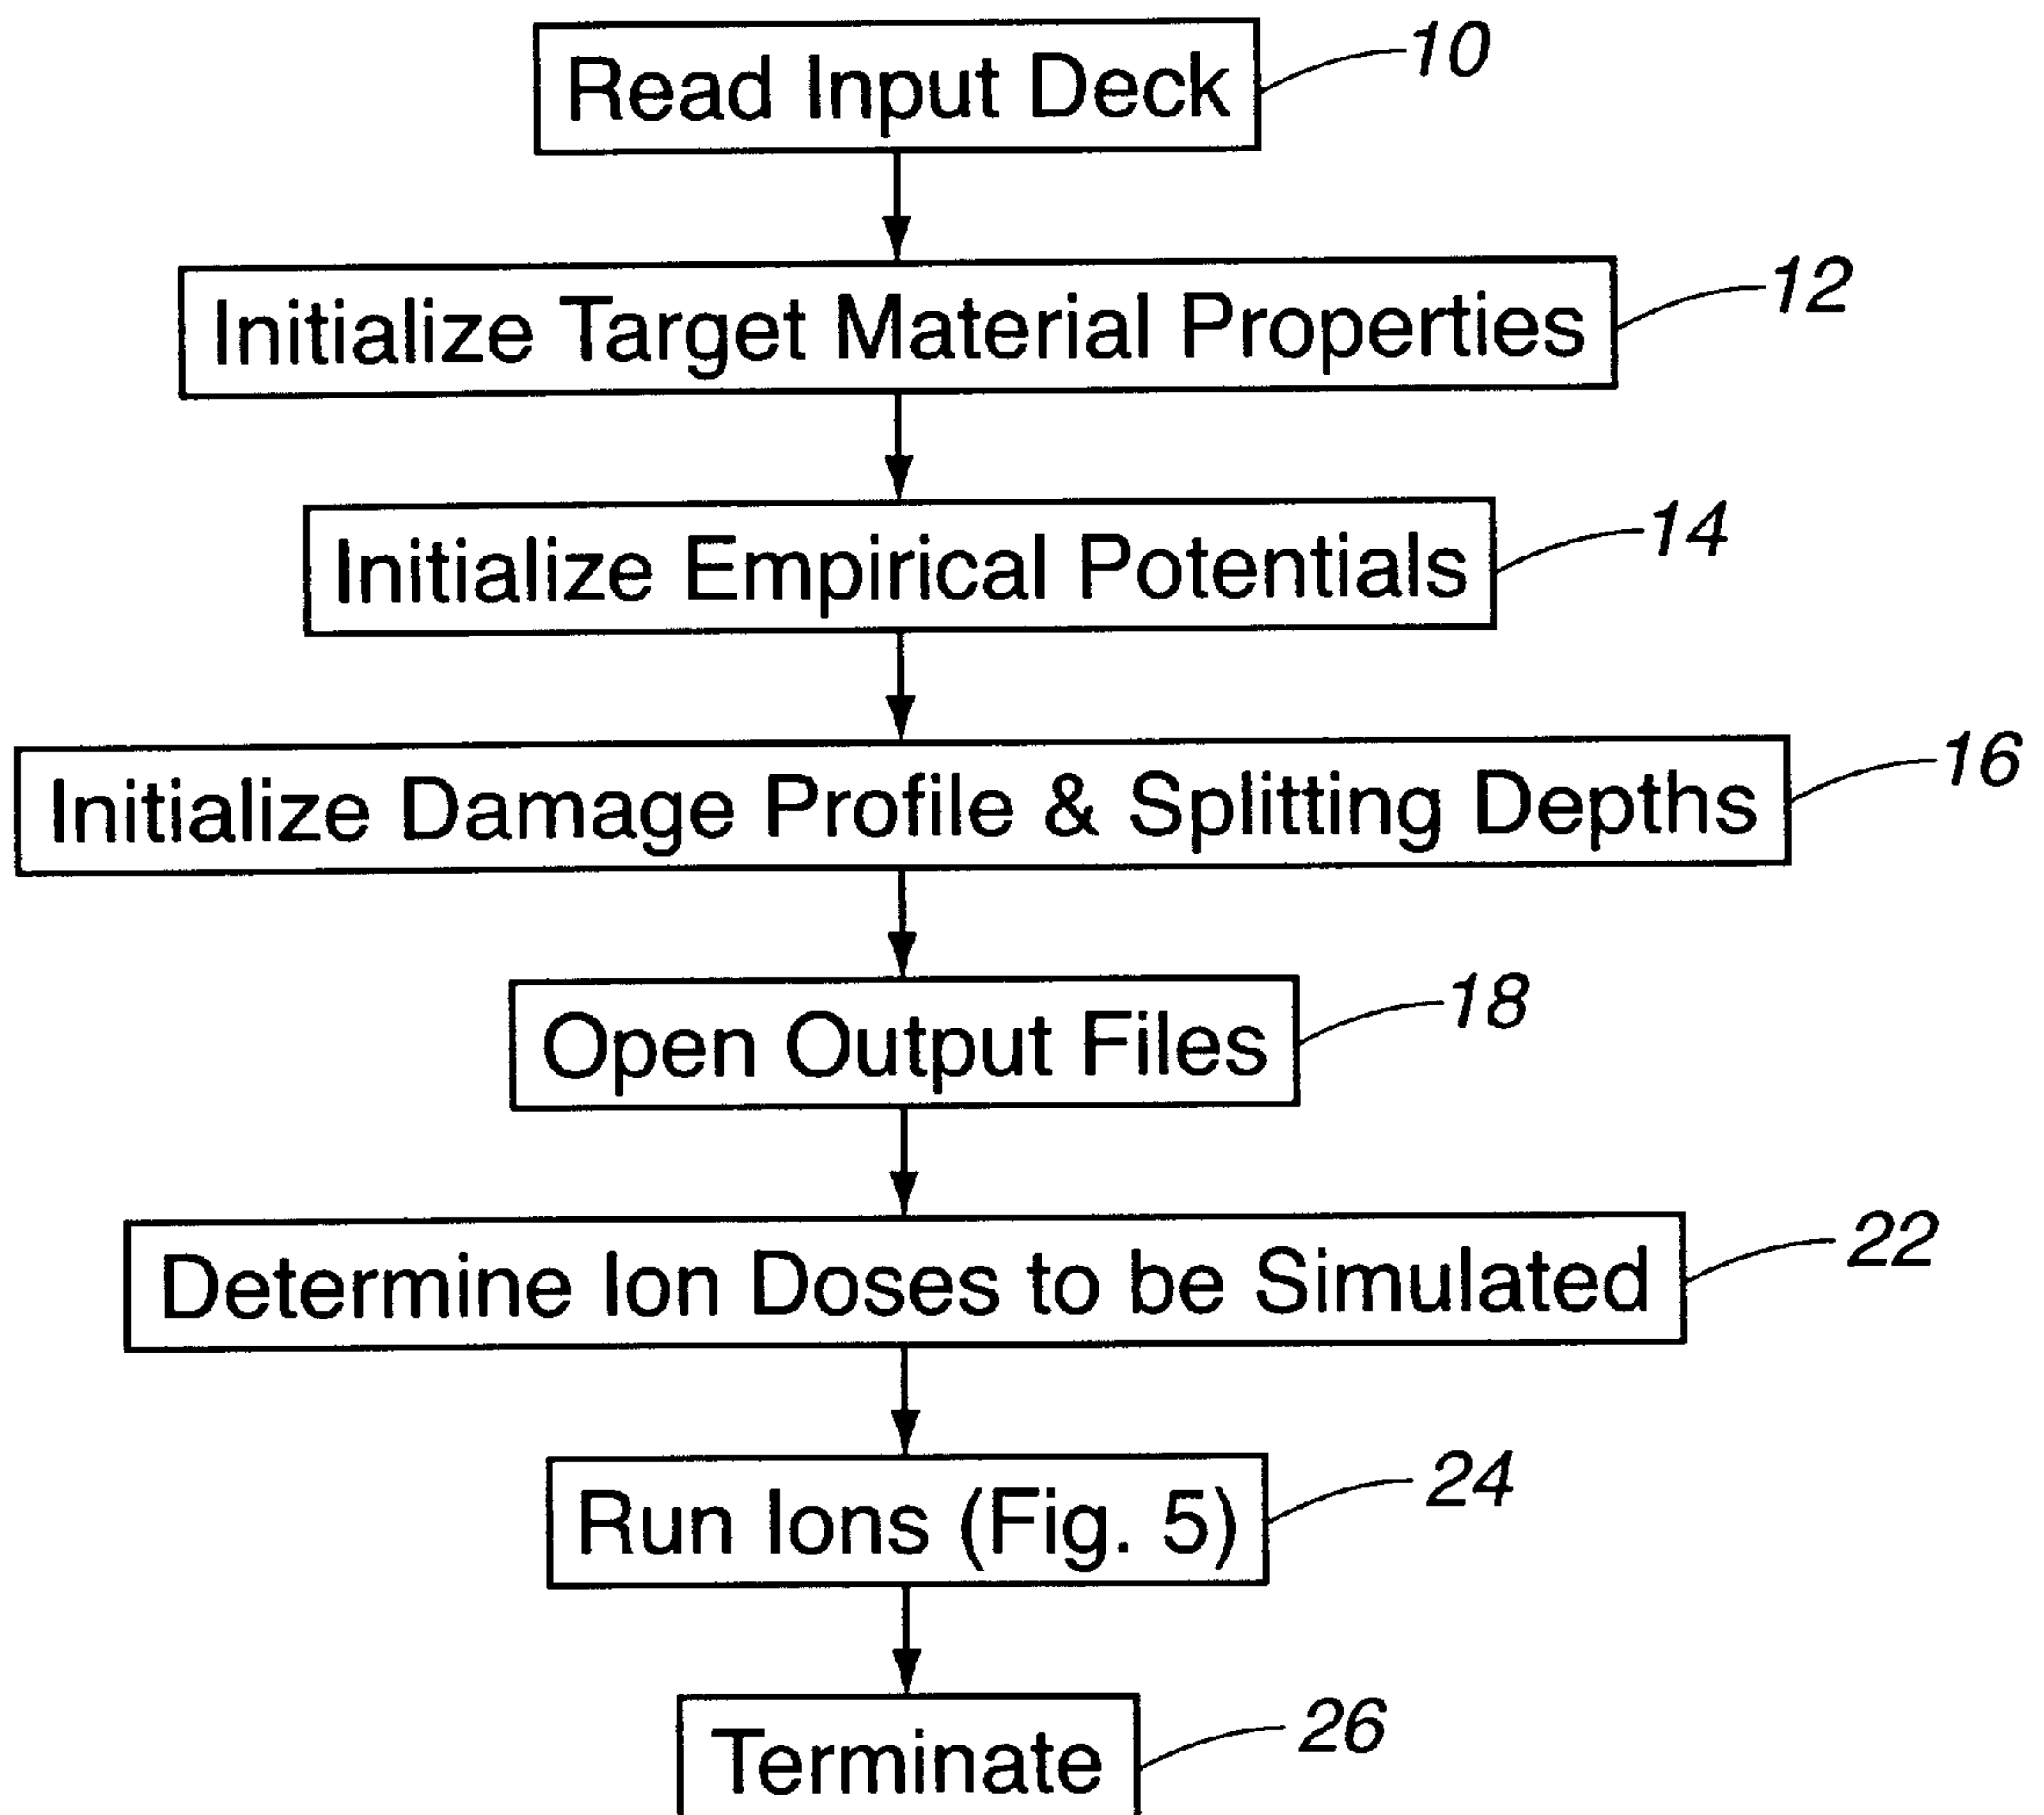 Read Input Deck
10
Initialize Target Material Properties
12
Initialize Empirical Potentials
14
Initialize Damage Profile & Splitting Depths
16
Open Output Files
18
Determine Ion Doses to be Simulated
22
Run Ions (Fig. 5)
24
Terminate
26